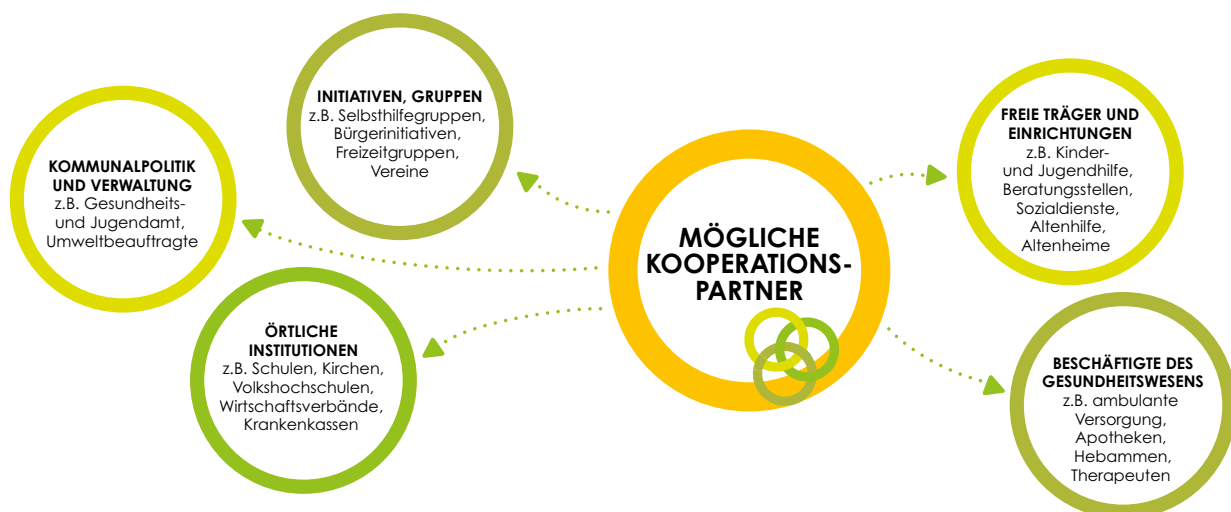 INITIATIVEN, GRUPPEN
z.B. Selbsthilfegruppen,
Bürgerinitiativen,
Freizeitgruppen,
Vereine
KOMMUNALPOLITIK
UND VERWALTUNG
z.B. Gesundheits-
und Jugendamt,
Umweltbeauftragte
ÖRTLICHE
INSTITUTIONEN
z.B. Schulen, Kirchen,
Volkshochschulen,
Wirtschaftsverbände,
Krankenkassen
MÖGLICHE
KOOPERATIONS-
PARTNER
FREIE TRÄGER UND
EINRICHTUNGEN
z.B. Kinder-
und Jugendhilfe,
Beratungsstellen,
Sozialdienste,
Altenhilfe,
Altenheime
BESCHÄFTIGTE DES
GESUNDHEITSWESENS
z.B. ambulante
Versorgung,
Apotheken,
Hebammen,
Therapeuten